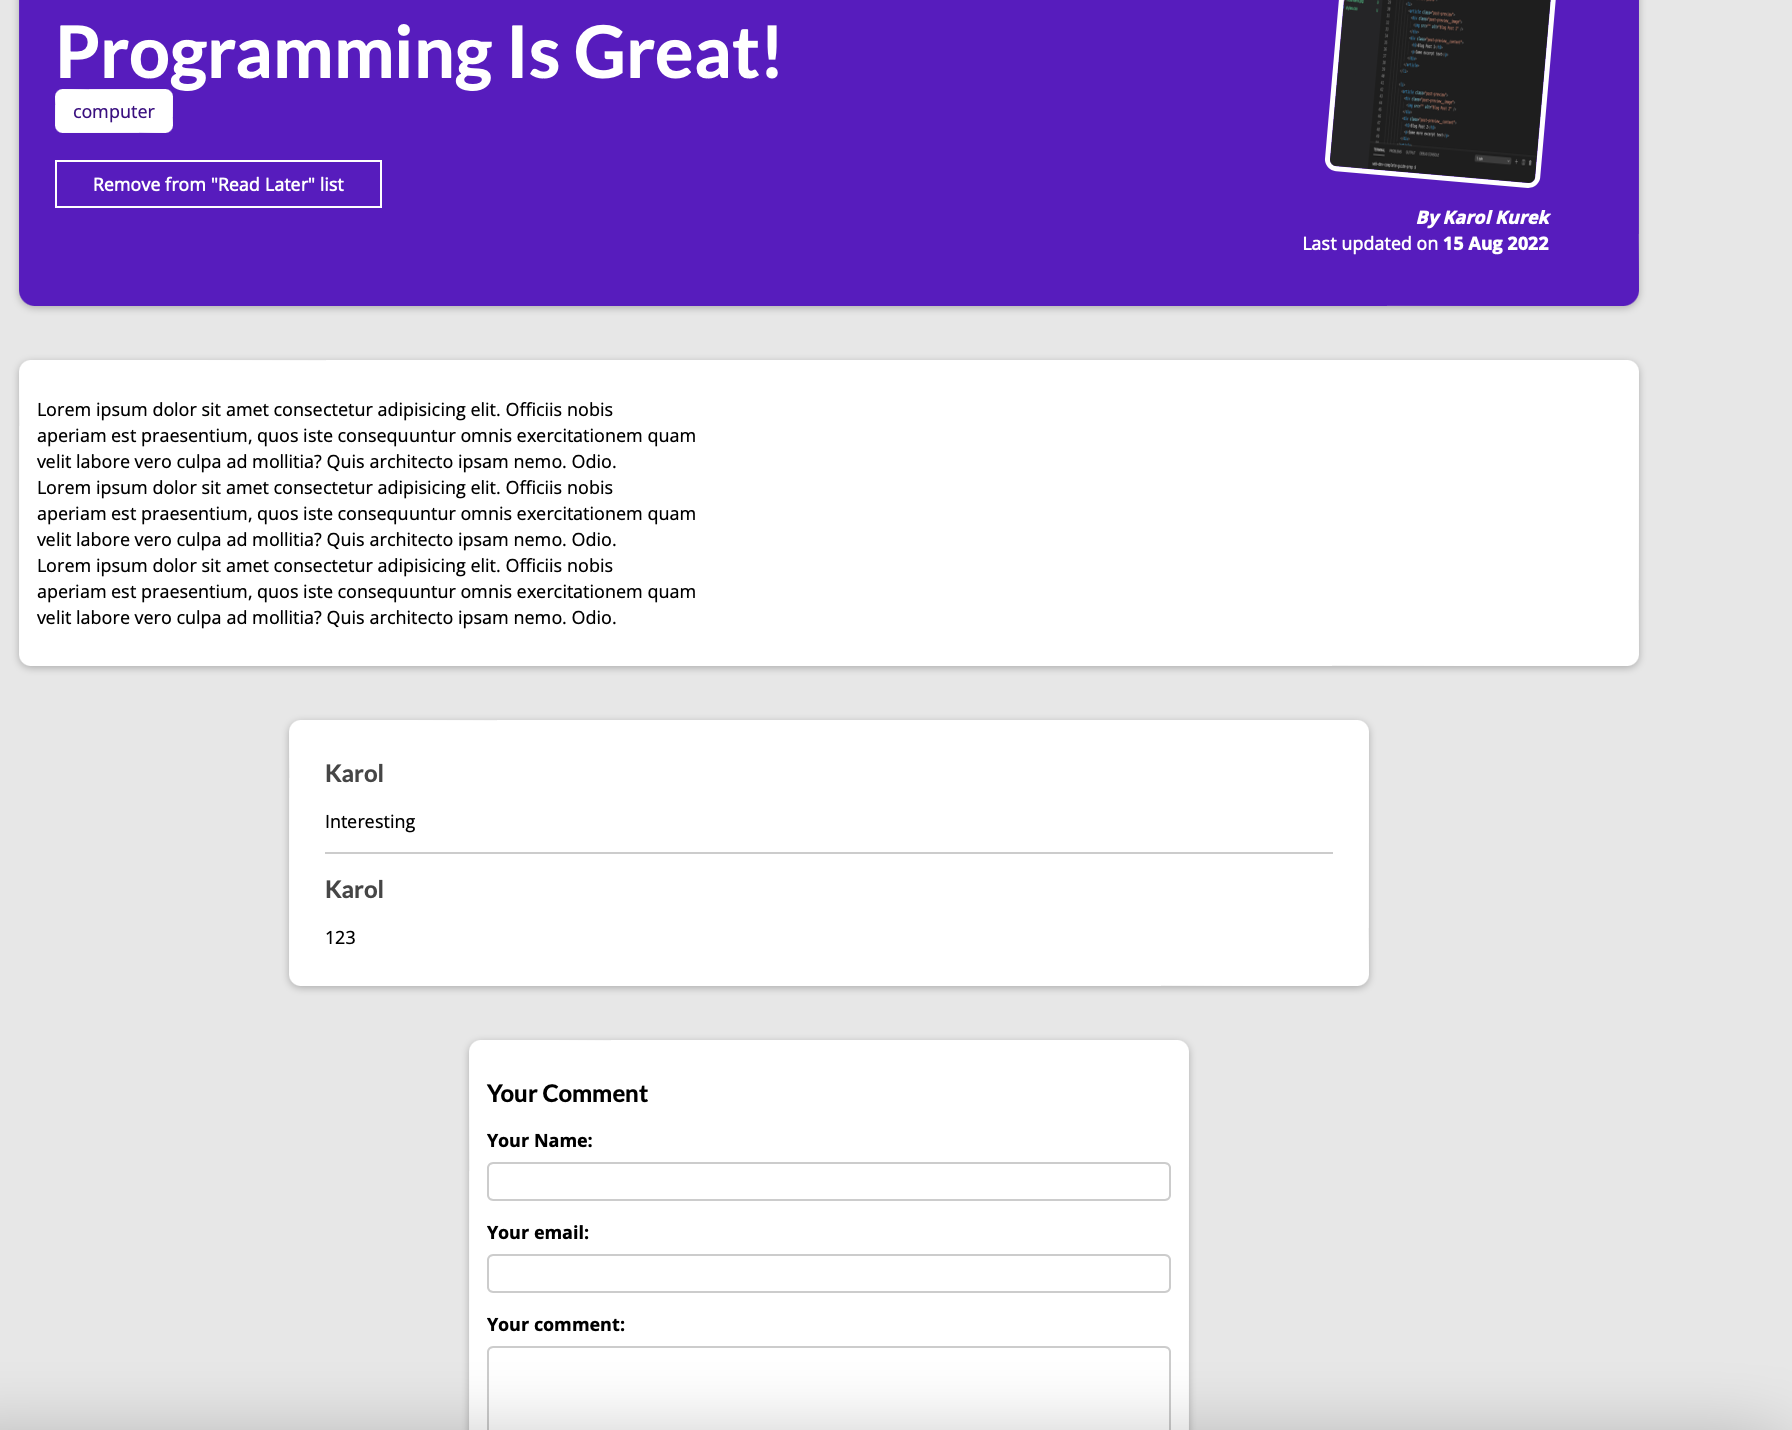 Programming Is Great!
computer
Remove from "Read Later" list
By Karol Kurek
Last updated on 15 Aug 2022
Lorem ipsum dolor sit amet consectetur adipisicing elit. Officiis nobis
aperiam est praesentium, quos iste consequuntur omnis exercitationem quam
velit labore vero culpa ad mollitia? Quis architecto ipsam nemo. Odio.
Lorem ipsum dolor sit amet consectetur adipisicing elit. Officiis nobis
aperiam est praesentium, quos iste consequuntur omnis exercitationem quam
velit labore vero culpa ad mollitia? Quis architecto ipsam nemo. Odio.
Lorem ipsum dolor sit amet consectetur adipisicing elit. Officiis nobis
aperiam est praesentium, quos iste consequuntur omnis exercitationem quam
velit labore vero culpa ad mollitia? Quis architecto ipsam nemo. Odio.
Karol
Interesting
Karol
123
Your Comment
Your Name:
Your email:
Your comment: